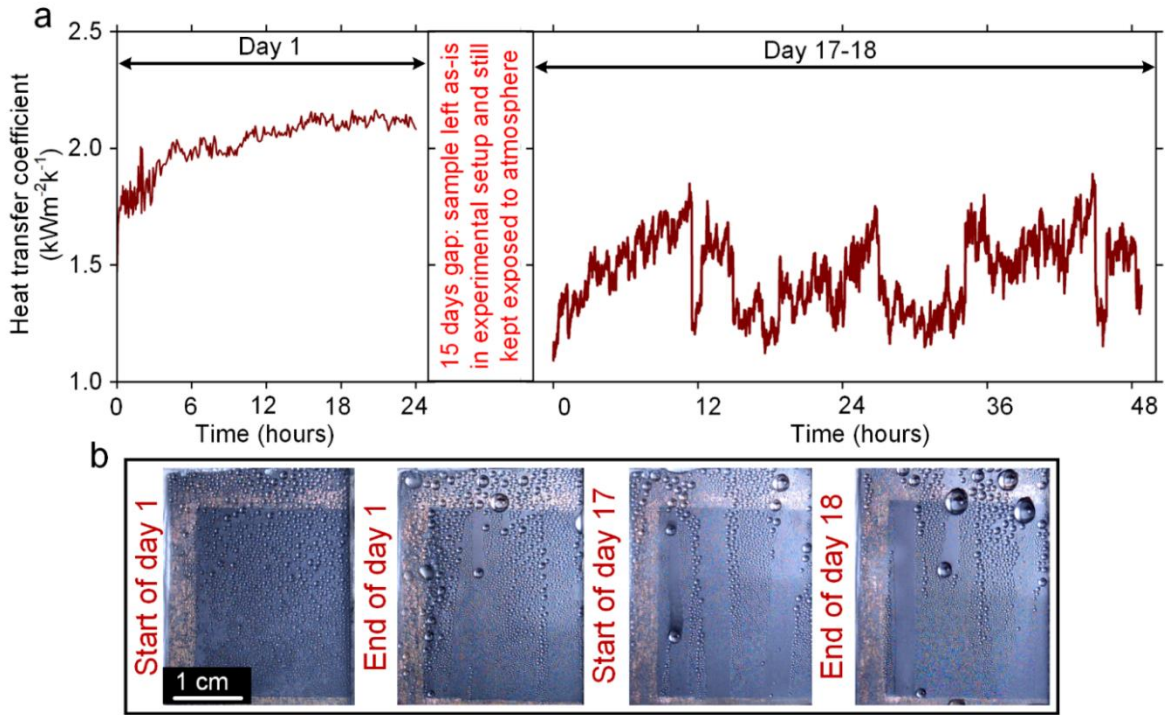 a
2.5
2.0
1.5
1.0
Heat transfer coefficient
(kWm⁻²k⁻¹)
Day 1
15 days gap: sample left as-is
in experimental setup and still
kept exposed to atmosphere
Day 17-18
0 6 12 18 24
Time (hours)
0 12 24 36 48
Time (hours)
b
Start of day 1
1 cm
End of day 1
Start of day 17
End of day 18